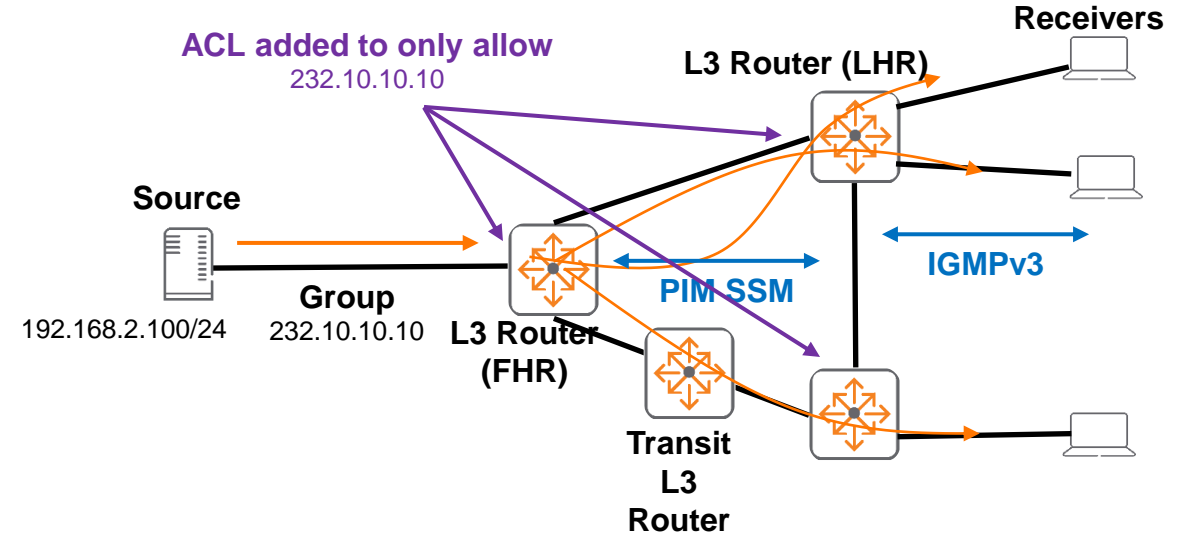 Receivers
ACL added to only allow
232.10.10.10
L3 Router (LHR)
Source
192.168.2.100/24
Group
232.10.10.10
L3 Router
(FHR)
PIM SSM
IGMPv3
Transit
L3
Router